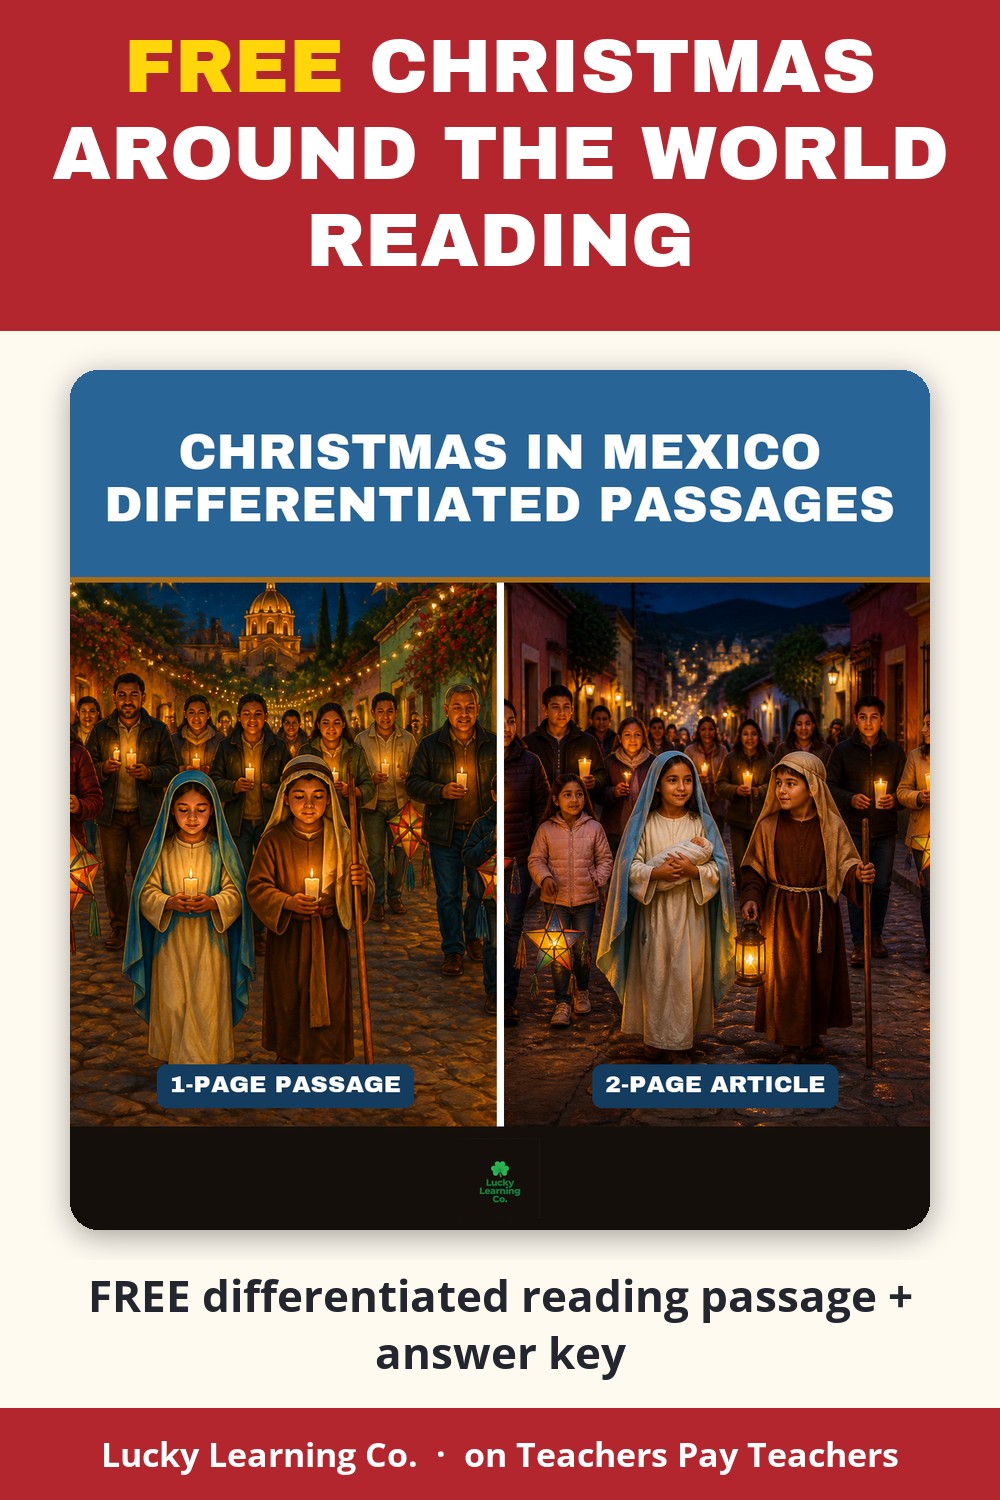 FREE CHRISTMAS
AROUND THE WORLD
READING
CHRISTMAS IN MEXICO
DIFFERENTIATED PASSAGES
1-PAGE PASSAGE
2-PAGE ARTICLE
Lucky
Learning
Co.
FREE differentiated reading passage +
answer key
Lucky Learning Co. · on Teachers Pay Teachers